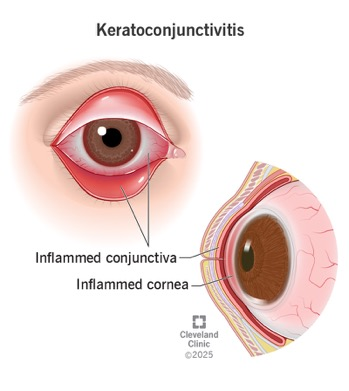 Keratoconjunctivitis
Inflammed conjunctiva
Inflammed cornea
Cleveland
Clinic
©2025